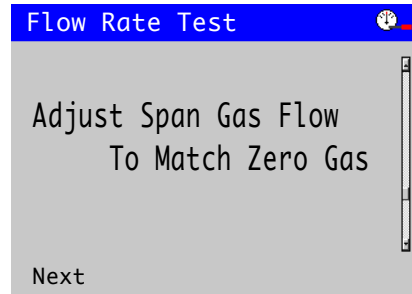 Flow Rate Test
Adjust Span Gas Flow
To Match Zero Gas
Next